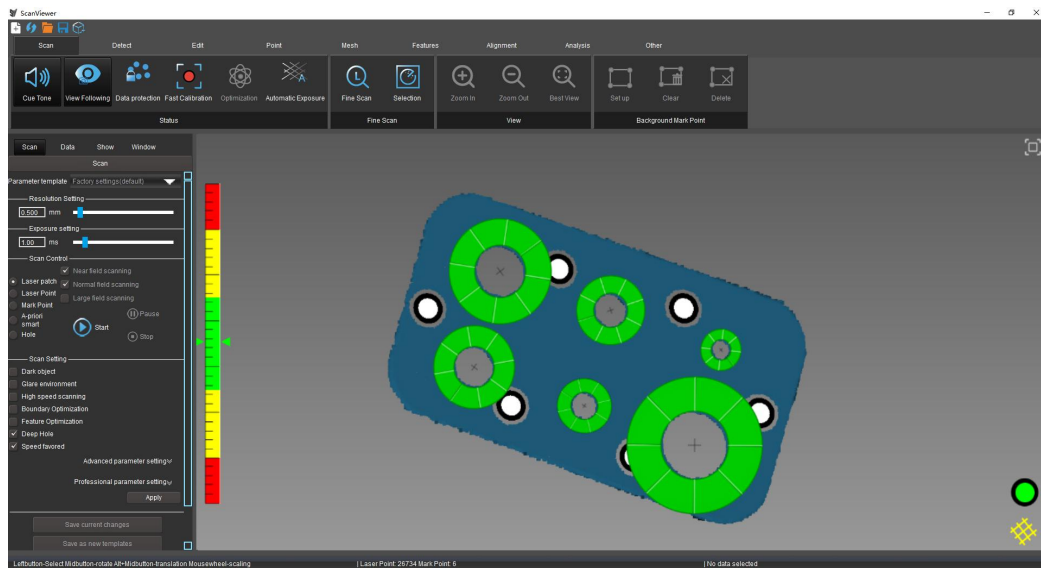 ScanViewer
Scan Detect Edit Point Mesh Features Alignment Analysis Other
Cue Tone View Following Data protection Fast Calibration Optimization Automatic Exposure Fine Scan Selection Zoom In Zoom Out Best View Set up Clear Delete
Status Fine Scan View Background Mark Point
Scan Data Show Window
Scan
Parameter template Factory settings(default)
Resolution Setting
0.500 mm
Exposure setting
1.00 ms
Scan Control
Near field scanning
Laser patch Normal field scanning
Laser Point Large field scanning
Mark Point
A-priori smart
Hole
Start
Pause
Stop
Scan Setting
Dark object
Glare environment
High speed scanning
Boundary Optimization
Feature Optimization
Deep Hole
Speed favored
Advanced parameter setting
Professional parameter setting
Apply
Save current changes
Save as new templates
Leftbutton-Select Midbutton-rotate Alt+Midbutton-translation Mousewheel-scaling | Laser Point: 26734 Mark Point: 6 | No data selected